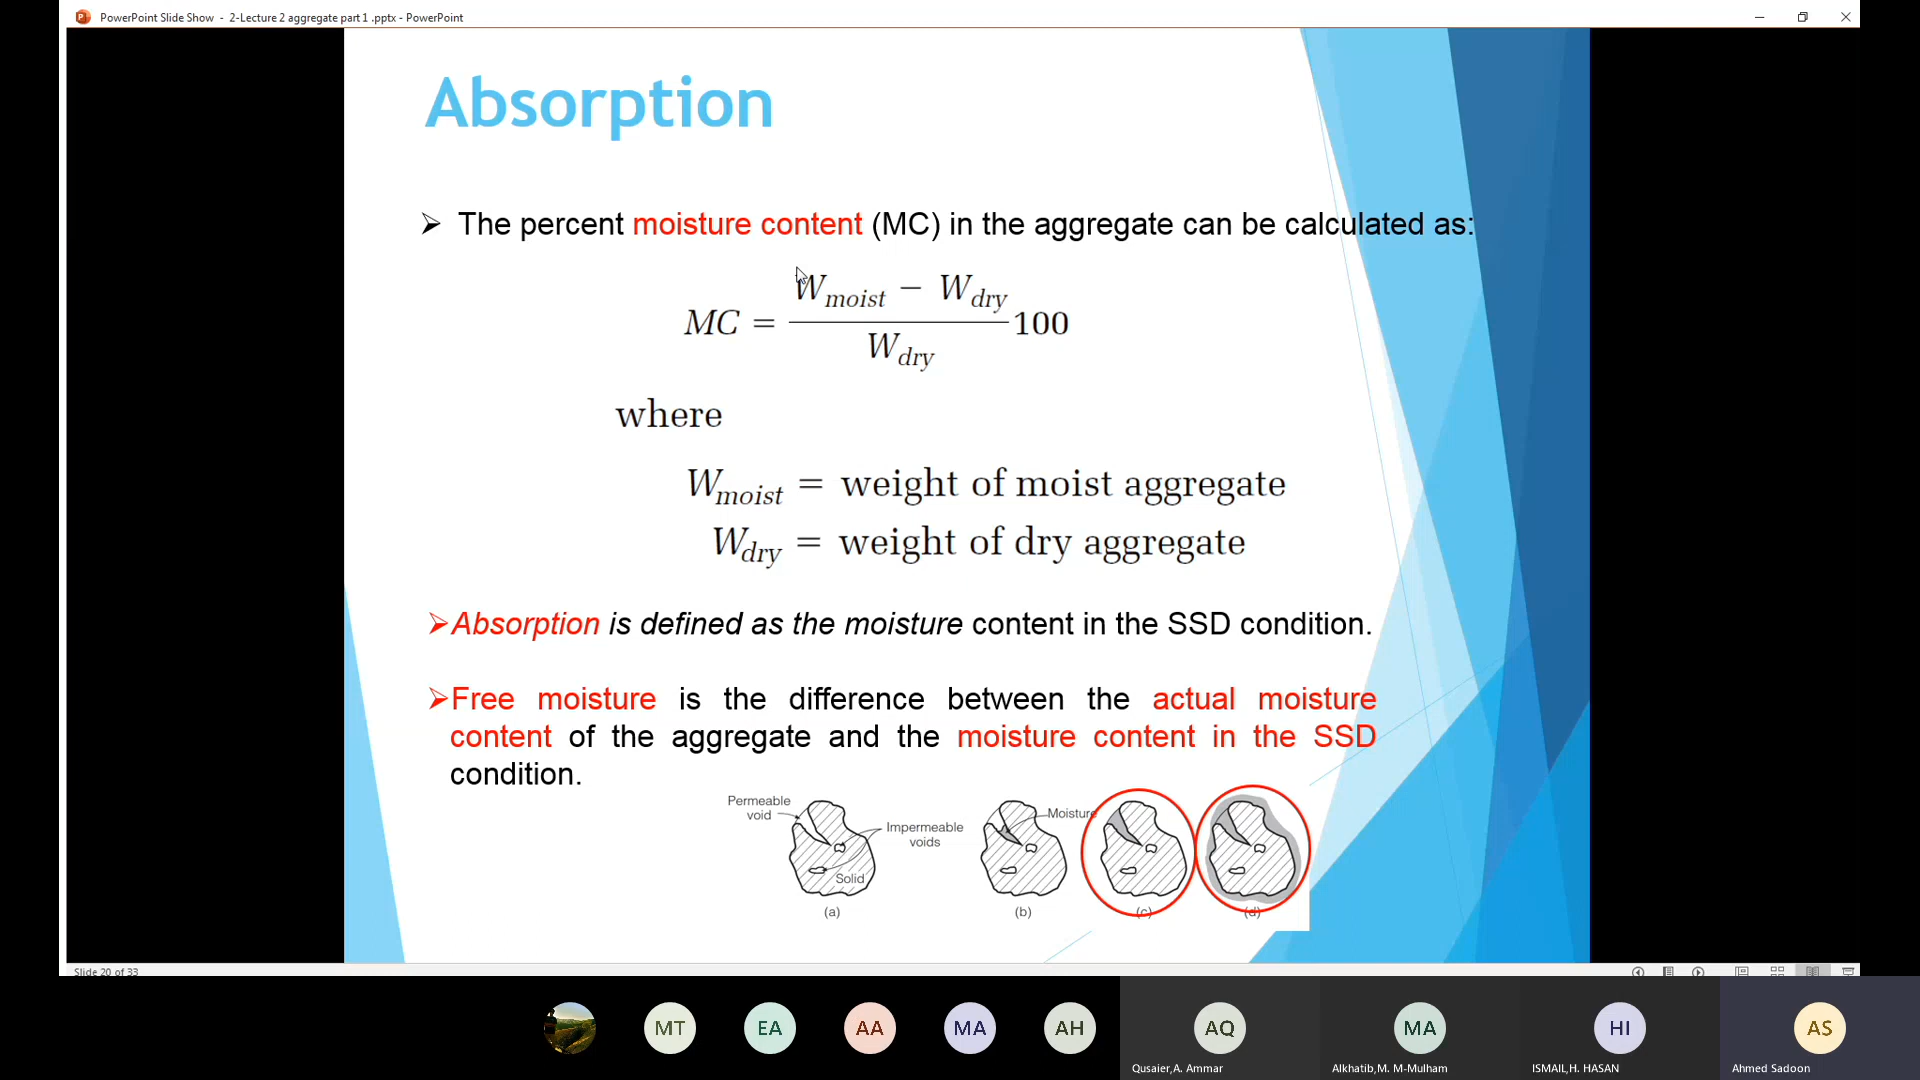 PowerPoint Slide Show - 2-Lecture 2 aggregate part 1 .pptx - PowerPoint
Absorption
➢ The percent moisture content (MC) in the aggregate can be calculated as:
MC = (W_moist − W_dry) / W_dry 100
where
W_moist = weight of moist aggregate
W_dry = weight of dry aggregate
➢Absorption is defined as the moisture content in the SSD condition.
➢Free moisture is the difference between the actual moisture
content of the aggregate and the moisture content in the SSD
condition.
Permeable
void
Impermeable
voids
Solid
Moisture
(a)
(b)
(c)
(d)
Slide 20 of 33
MT
EA
AA
MA
AH
AQ
MA
HI
AS
Qusaier,A. Ammar
Alkhatib,M. M-Mulham
ISMAIL,H. HASAN
Ahmed Sadoon